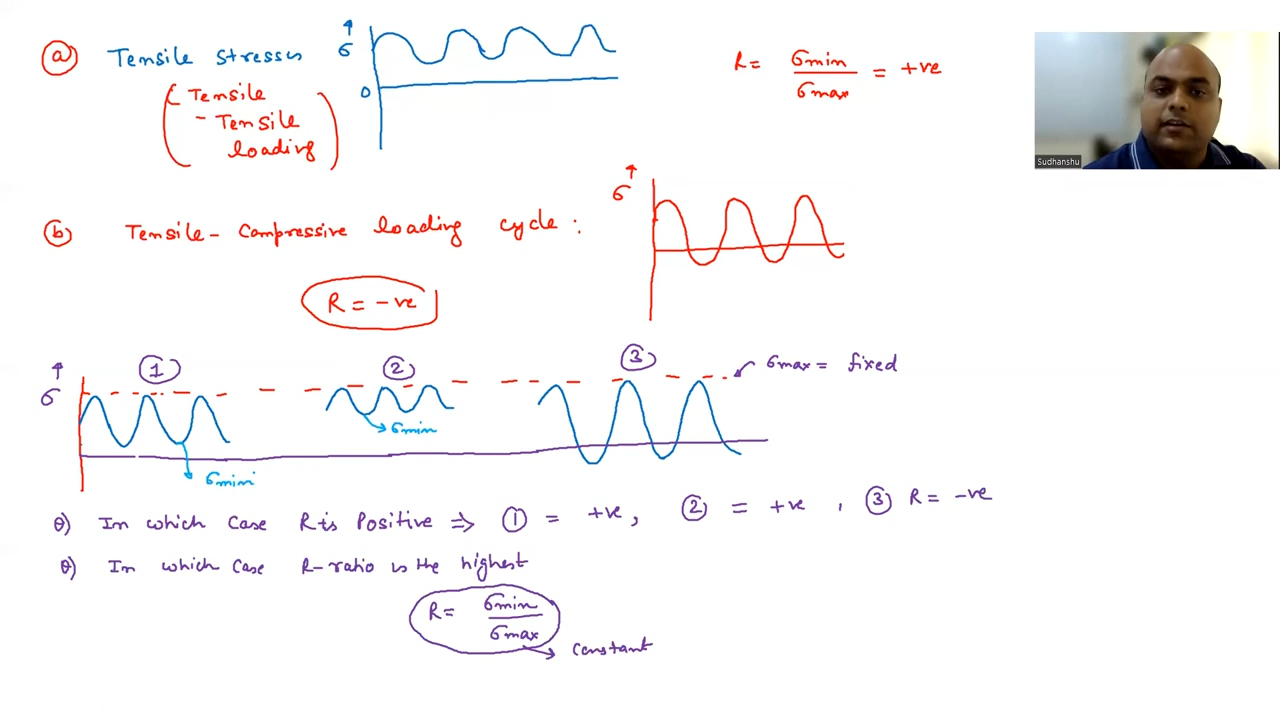 (a) Tensile Stresses
(Tensile
- Tensile
loading)
σ
0
R = σmin / σmax = +ve
Sudhanshu
(b) Tensile - Compressive loading cycle :
σ
R = -ve
σ
1
2
3
σmax = fixed
σmin
σmin
Q) In which Case R is Positive ⇒ ① = +ve, ② = +ve , ③ R = -ve
Q) In which Case R-ratio is the highest
R = σmin / σmax
constant